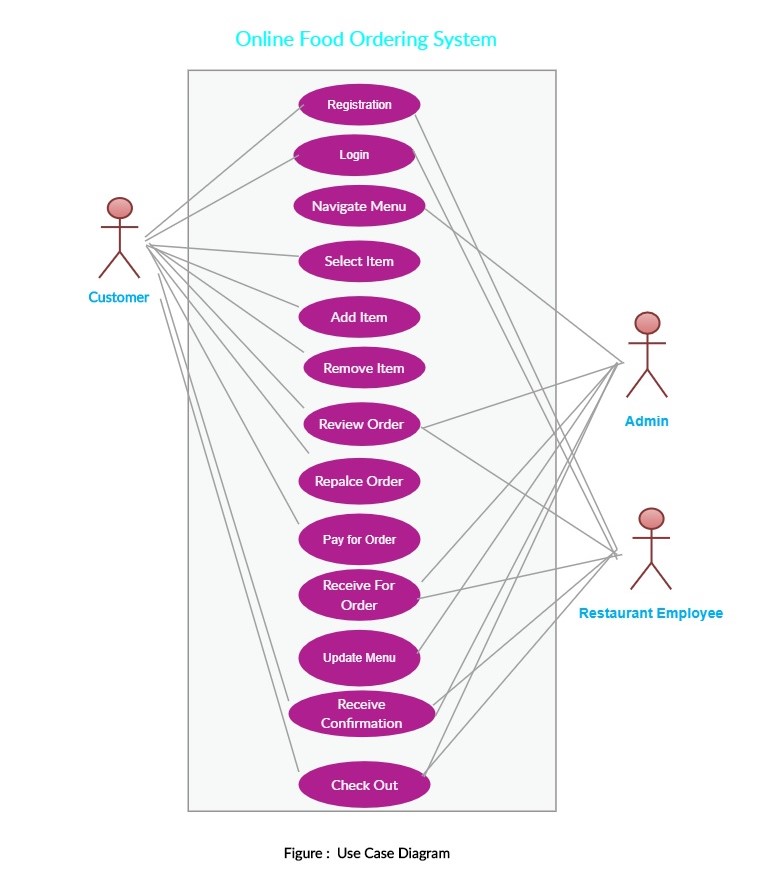 Online Food Ordering System
Registration
Login
Navigate Menu
Select Item
Customer
Add Item
Remove Item
Admin
Review Order
Repalce Order
Pay for Order
Receive For
Order
Restaurant Employee
Update Menu
Receive
Confirmation
Check Out
Figure :  Use Case Diagram